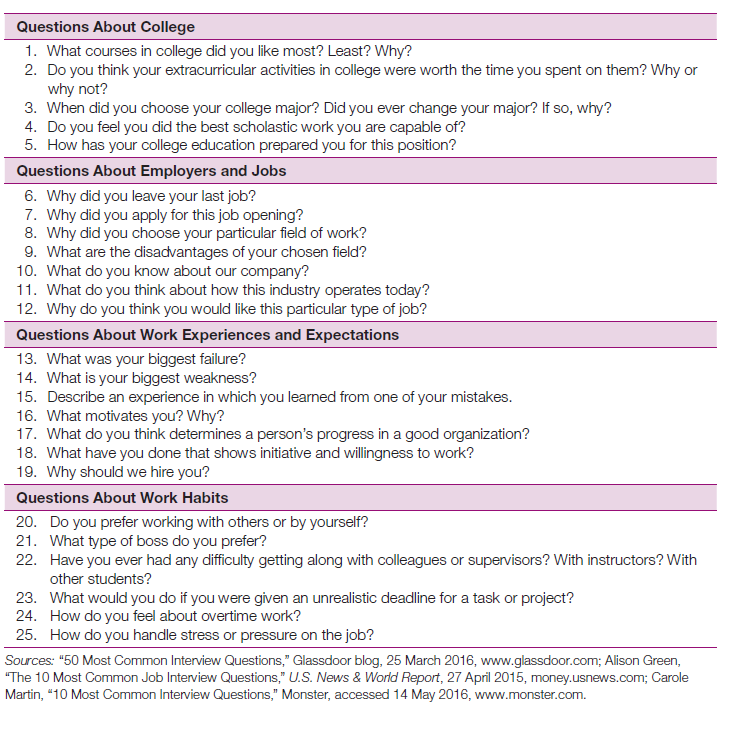 Questions About College
1. What courses in college did you like most? Least? Why?
2. Do you think your extracurricular activities in college were worth the time you spent on them? Why or
why not?
3. When did you choose your college major? Did you ever change your major? If so, why?
4. Do you feel you did the best scholastic work you are capable of?
5. How has your college education prepared you for this position?
Questions About Employers and Jobs
6. Why did you leave your last job?
7. Why did you apply for this job opening?
8. Why did you choose your particular field of work?
9. What are the disadvantages of your chosen field?
10. What do you know about our company?
11. What do you think about how this industry operates today?
12. Why do you think you would like this particular type of job?
Questions About Work Experiences and Expectations
13. What was your biggest failure?
14. What is your biggest weakness?
15. Describe an experience in which you learned from one of your mistakes.
16. What motivates you? Why?
17. What do you think determines a person’s progress in a good organization?
18. What have you done that shows initiative and willingness to work?
19. Why should we hire you?
Questions About Work Habits
20. Do you prefer working with others or by yourself?
21. What type of boss do you prefer?
22. Have you ever had any difficulty getting along with colleagues or supervisors? With instructors? With
other students?
23. What would you do if you were given an unrealistic deadline for a task or project?
24. How do you feel about overtime work?
25. How do you handle stress or pressure on the job?
Sources: “50 Most Common Interview Questions,” Glassdoor blog, 25 March 2016, www.glassdoor.com; Alison Green,
“The 10 Most Common Job Interview Questions,” U.S. News & World Report, 27 April 2015, money.usnews.com; Carole
Martin, “10 Most Common Interview Questions,” Monster, accessed 14 May 2016, www.monster.com.